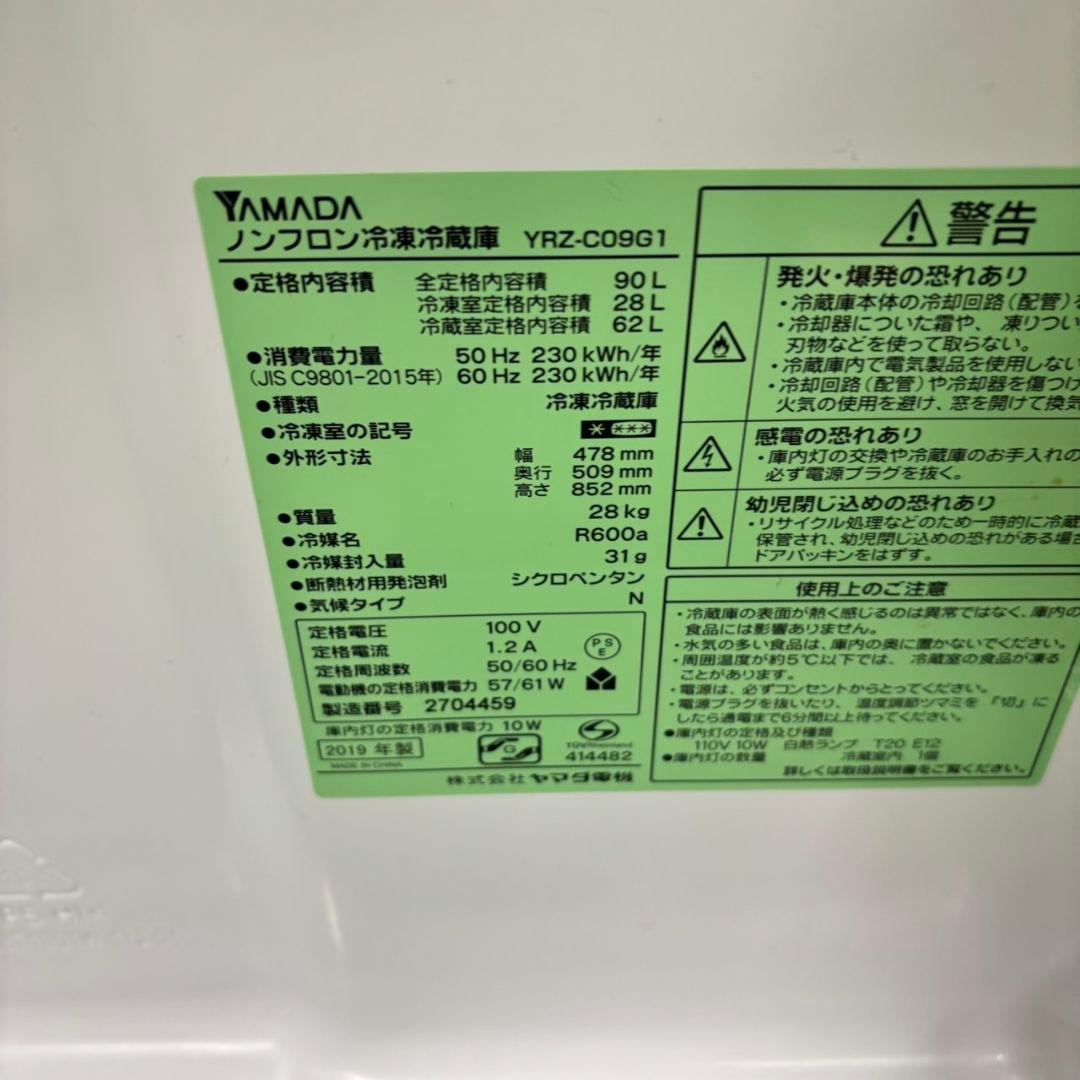 YAMADA
ノンフロン冷凍冷蔵庫 YRZ-C09G1
●定格内容積 全定格内容積 90 L
冷凍室定格内容積 28 L
冷蔵室定格内容積 62 L
●消費電力量 50 Hz 230 kWh/年
(JIS C9801-2015年) 60 Hz 230 kWh/年
●種類 冷凍冷蔵庫
●冷凍室の記号
●外形寸法 幅 478 mm
奥行 509 mm
高さ 852 mm
●質量 28 kg
●冷媒名 R600a
●冷媒封入量 31 g
●断熱材用発泡剤 シクロペンタン
●気候タイプ N
定格電圧 100 V
定格電流 1.2 A
定格周波数 50/60 Hz
電動機の定格消費電力 57/61 W
製造番号 2704459
PS
E
庫内灯の定格消費電力 10 W
2019 年製
MADE IN CHINA
G
TÜVRheinland
414482
株式会社ヤマダ電機
警告
発火・爆発の恐れあり
・冷蔵庫本体の冷却回路(配管)を
・冷却器についた霜や、凍りつい
刃物などを使って取らない。
・冷蔵庫内で電気製品を使用しない
・冷却回路(配管)や冷却器を傷つけ
火気の使用を避け、窓を開けて換気
感電の恐れあり
・庫内灯の交換や冷蔵庫のお手入れの
必ず電源プラグを抜く。
幼児閉じ込めの恐れあり
・リサイクル処理などのため一時的に冷蔵
保管され、幼児閉じ込めの恐れがある場合
ドアパッキンをはずす。
使用上のご注意
・冷蔵庫の表面が熱く感じるのは異常ではなく、庫内の
食品には影響ありません。
・水気の多い食品は、庫内の奥に置かないでください。
・周囲温度が約5℃以下では、冷蔵室の食品が凍る
ことがあります。
・電源は、必ずコンセントからとってください。
・電源プラグを抜いたり、温度調節ツマミを『切』に
したら通電まで6分間以上待ってください。
●庫内灯の定格及び種類
110V 10W 白熱ランプ T20 E12
●庫内灯の数量 冷蔵室内 1個
詳しくは取扱説明書をご覧ください。